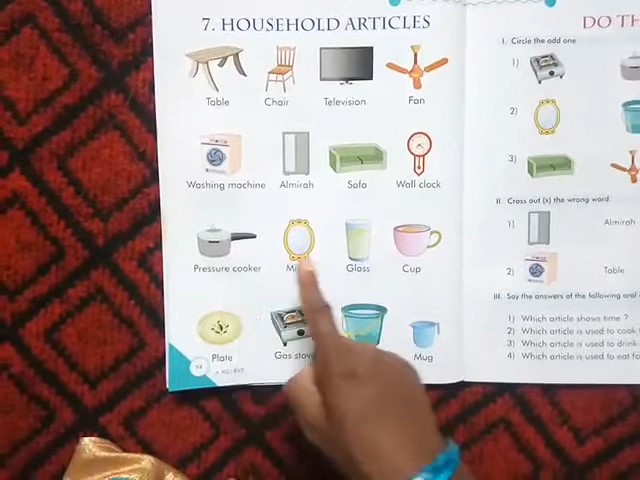 7. HOUSEHOLD ARTICLES
Table Chair Television Fan
Washing machine Almirah Sofa Wall clock
Pressure cooker Glass Cup
Plate Gas Mug
14
DO
I. Circle the odd one
1)
2)
3)
II. Cross out (x) the wrong word.
1) Almirah
2) Table
III. Say the answers of the following oral
1) Which article shows time ?
2) Which article is used to cook
3) Which article is used to drink
4) Which article is used to eat